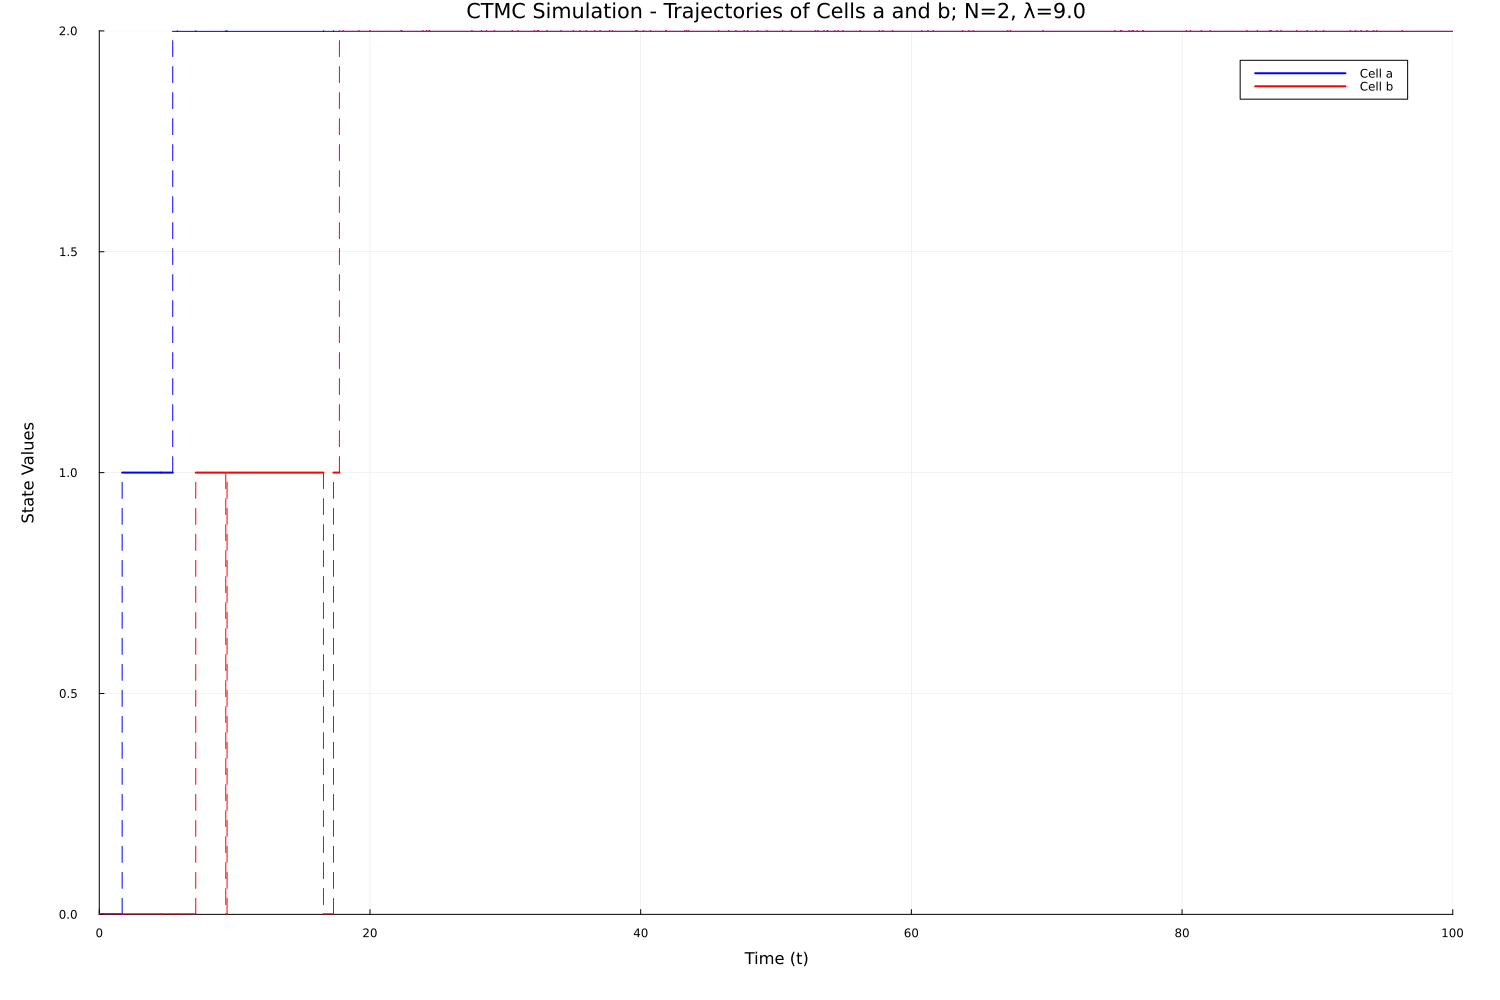 CTMC Simulation - Trajectories of Cells a and b; N=2, λ=9.0
2.0
Cell a
Cell b
1.5
State Values
1.0
0.5
0.0
0 20 40 60 80 100
Time (t)